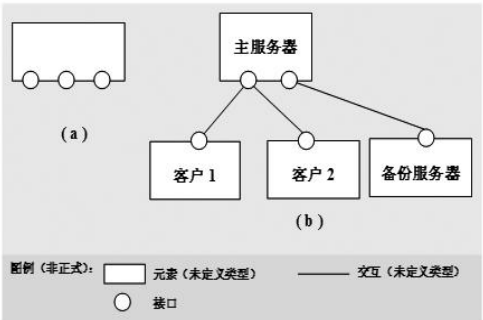 主服务器
(a)
客户 1
客户 2
备份服务器
(b)
图例（非正式）：
元素（未定义类型）
交互（未定义类型）
接口